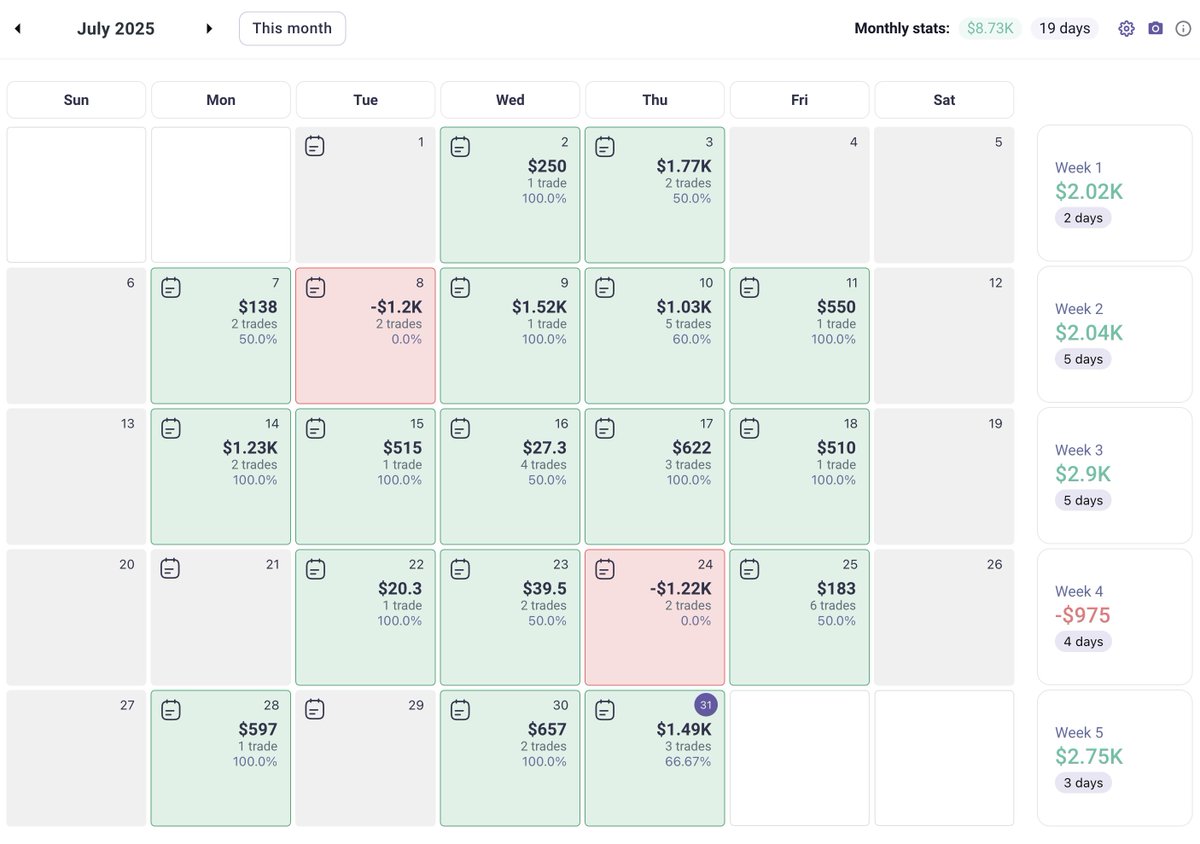 July 2025
This month
Monthly stats: $8.73K 19 days
Sun Mon Tue Wed Thu Fri Sat
1
2
$250
1 trade
100.0%
3
$1.77K
2 trades
50.0%
4
5
Week 1
$2.02K
2 days
6
7
$138
2 trades
50.0%
8
-$1.2K
2 trades
0.0%
9
$1.52K
1 trade
100.0%
10
$1.03K
5 trades
60.0%
11
$550
1 trade
100.0%
12
Week 2
$2.04K
5 days
13
14
$1.23K
2 trades
100.0%
15
$515
1 trade
100.0%
16
$27.3
4 trades
50.0%
17
$622
3 trades
100.0%
18
$510
1 trade
100.0%
19
Week 3
$2.9K
5 days
20
21
22
$20.3
1 trade
100.0%
23
$39.5
2 trades
50.0%
24
-$1.22K
2 trades
0.0%
25
$183
6 trades
50.0%
26
Week 4
-$975
4 days
27
28
$597
1 trade
100.0%
29
30
$657
2 trades
100.0%
31
$1.49K
3 trades
66.67%
Week 5
$2.75K
3 days